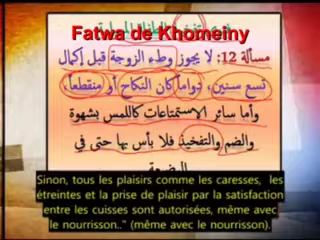 Fatwa de Khomeiny
مسألة 12: لا يجوز وطء الزوجة قبل إكمال
تسع سنين، دواماً كان النكاح أو منقطعاً،
وأما سائر الاستمتاعات كاللمس بشهوة
والضم والتفخيذ فلا بأس بها حتى في
Sinon, tous les plaisirs comme les caresses, les
étreintes et la prise de plaisir par la satisfaction
entre les cuisses sont autorisées, même avec
le nourrisson.." (même avec le nourrisson).